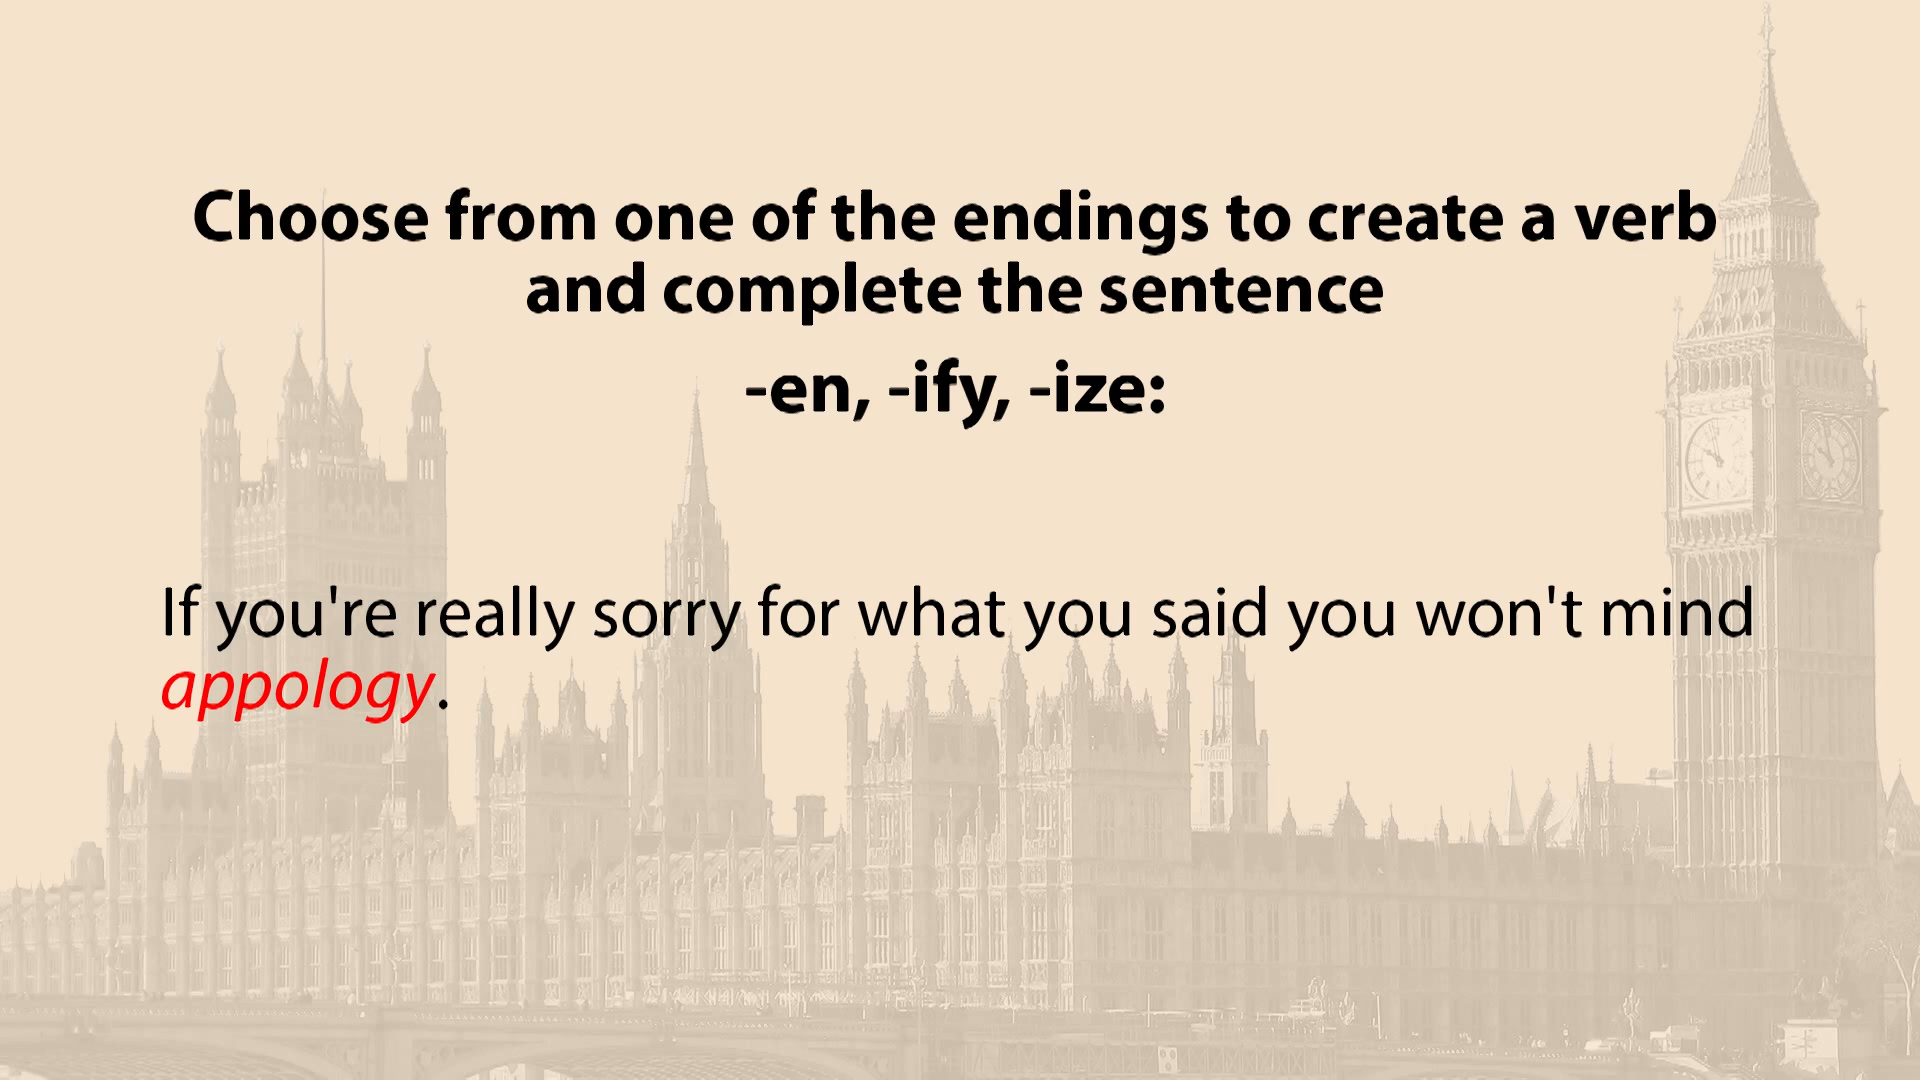 Choose from one of the endings to create a verb
and complete the sentence
-en, -ify, -ize:
If you're really sorry for what you said you won't mind
appology.